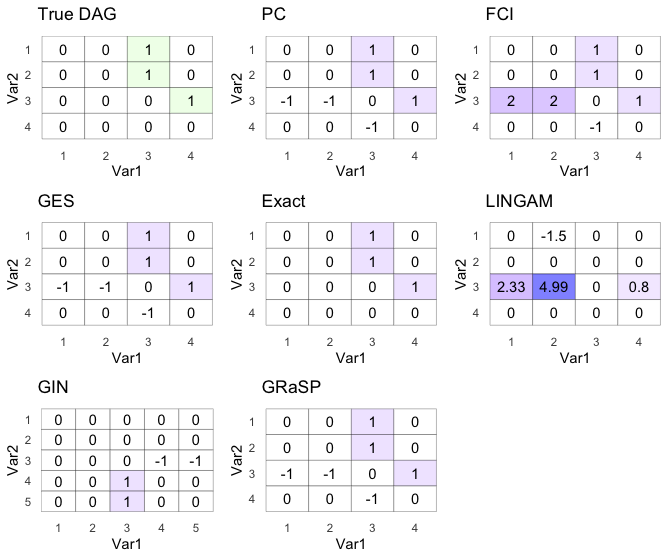 True DAG PC FCI
1 0 0 1 0 0 0 1 0 1 0 0 1 0
2 0 0 1 0 0 0 1 0 2 0 0 1 0
Var2 3 0 0 0 1 -1 -1 0 1 Var2 3 2 2 0 1
4 0 0 0 0 0 0 -1 0 4 0 0 -1 0
1 2 3 4 1 2 3 4 1 2 3 4
Var1 Var1 Var1
GES Exact LINGAM
1 0 0 1 0 0 0 1 0 1 0 -1.5 0 0
2 0 0 1 0 0 0 1 0 2 0 0 0 0
Var2 3 -1 -1 0 1 0 0 0 1 Var2 3 2.33 4.99 0 0.8
4 0 0 -1 0 0 0 0 0 4 0 0 0 0
1 2 3 4 1 2 3 4 1 2 3 4
Var1 Var1 Var1
GIN GRaSP
1 0 0 0 0 0 1 0 0 1 0
2 0 0 0 0 0 2 0 0 1 0
Var2 3 0 0 0 -1 -1 Var2 3 -1 -1 0 1
4 0 0 1 0 0 4 0 0 -1 0
5 0 0 1 0 0
1 2 3 4 5 1 2 3 4
Var1 Var1